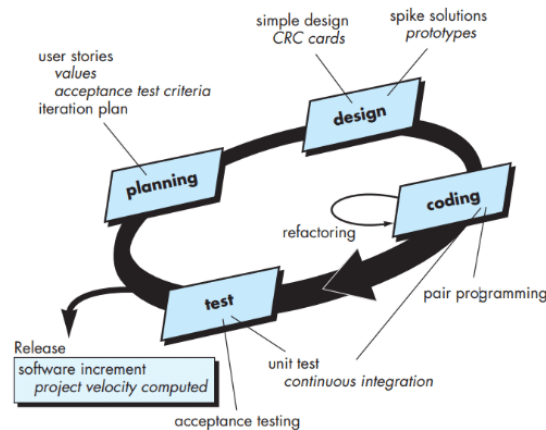 simple design
CRC cards
spike solutions
prototypes
user stories
values
acceptance test criteria
iteration plan
design
planning
coding
refactoring
test
pair programming
Release
software increment
project velocity computed
unit test
continuous integration
acceptance testing